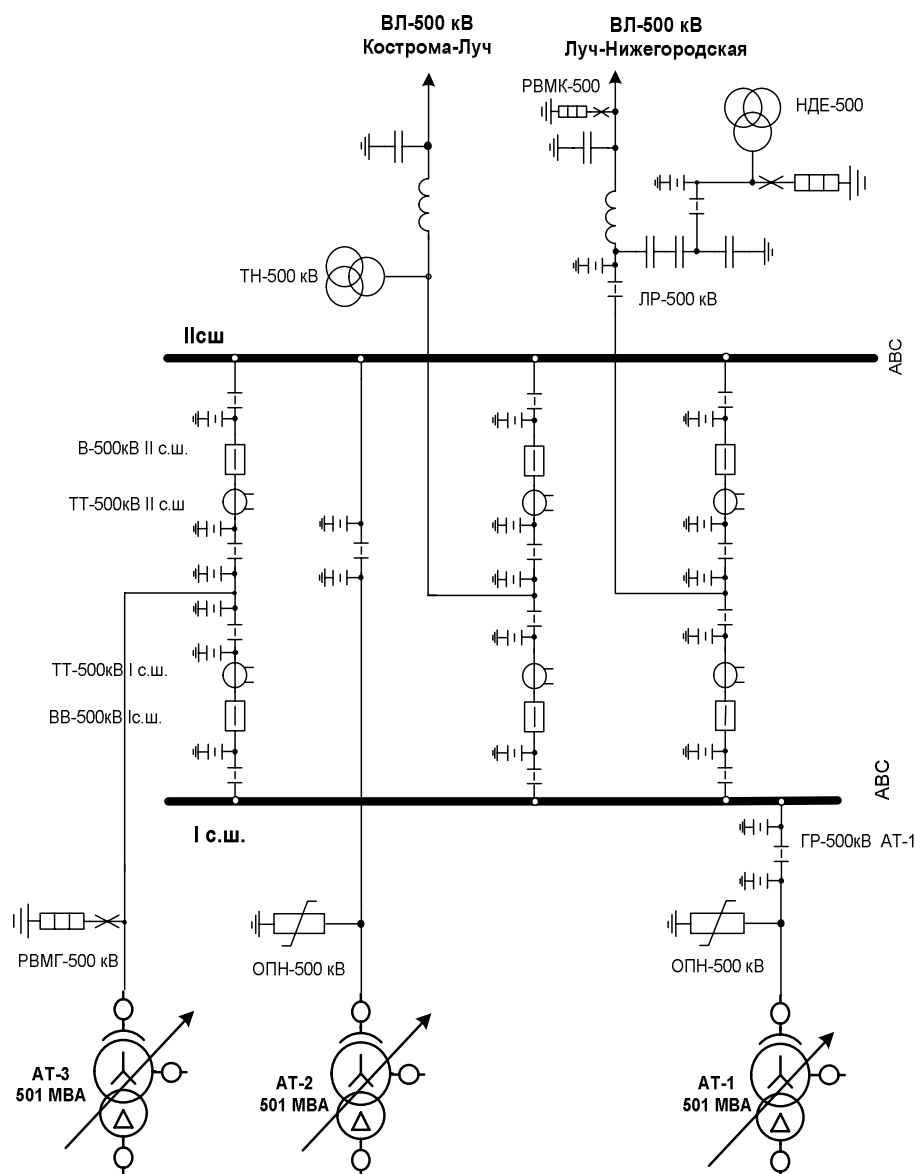 ВЛ-500 кВ
Кострома-Луч
ВЛ-500 кВ
Луч-Нижегородская
РВМК-500
НДЕ-500
ТН-500 кВ
ЛР-500 кВ
IIсш
АВС
В-500кВ II с.ш.
ТТ-500кВ II с.ш
ТТ-500кВ I с.ш.
ВВ-500кВ Iс.ш.
АВС
I с.ш.
ГР-500кВ АТ-1
РВМГ-500 кВ
ОПН-500 кВ
ОПН-500 кВ
АТ-3
501 МВА
АТ-2
501 МВА
АТ-1
501 МВА